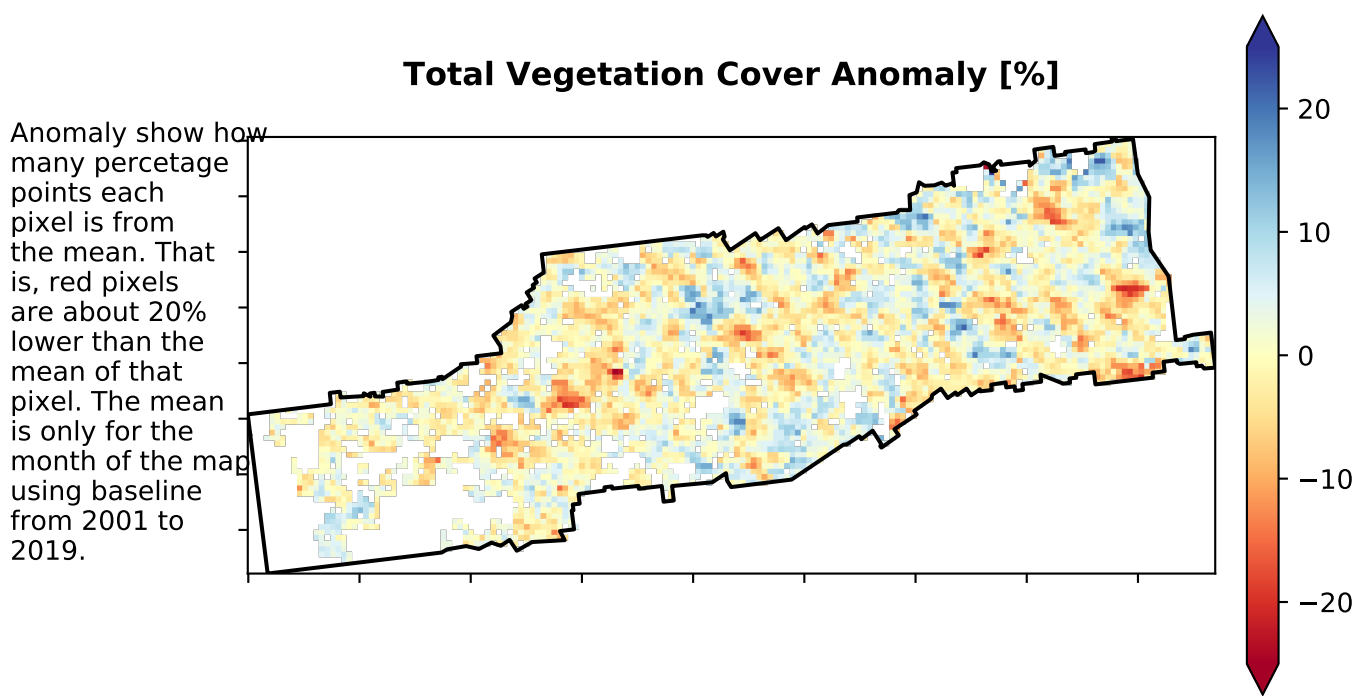 Total Vegetation Cover Anomaly [%]
Anomaly show how
many percetage
points each
pixel is from
the mean. That
is, red pixels
are about 20%
lower than the
mean of that
pixel. The mean
is only for the
month of the map
using baseline
from 2001 to
2019.
20
10
0
−10
−20